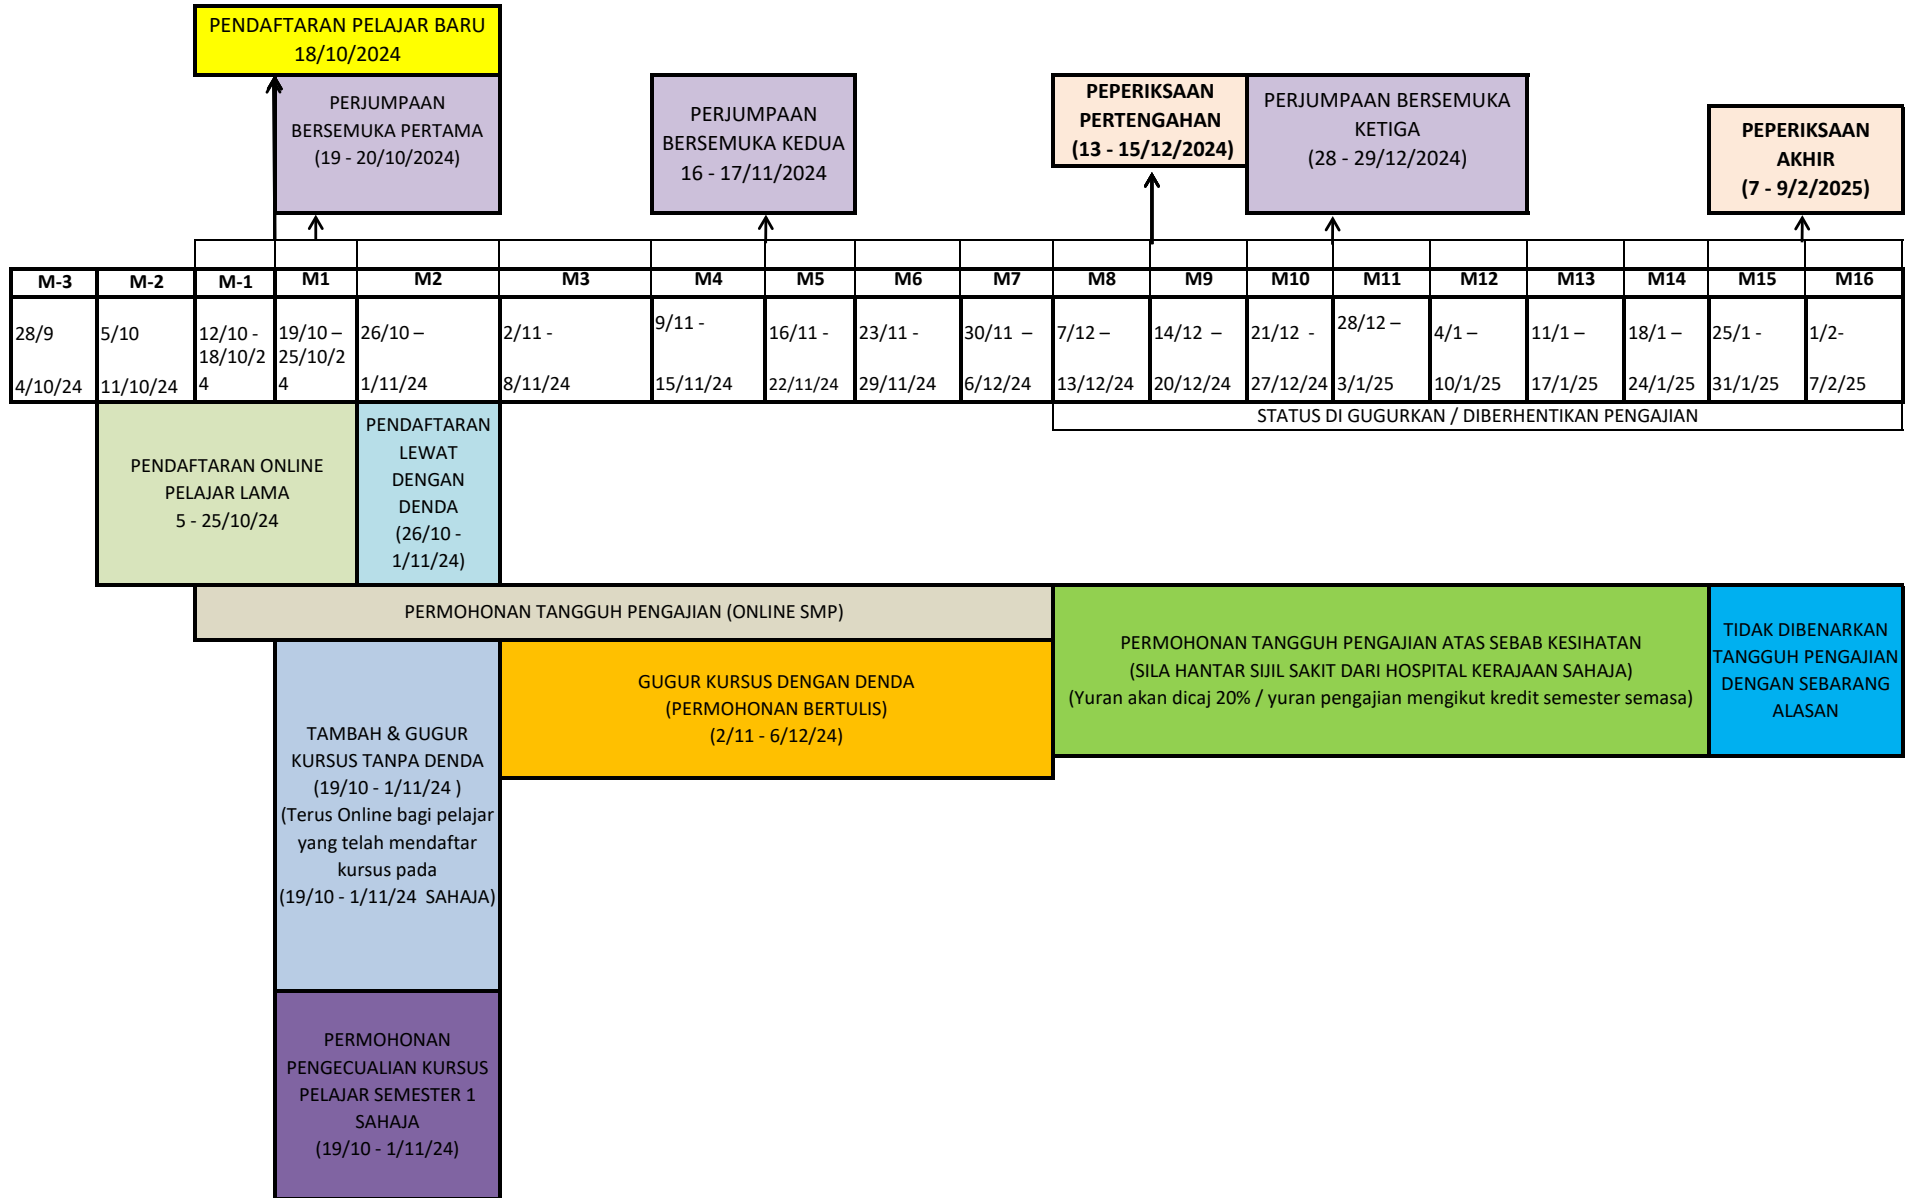 PENDAFTARAN PELAJAR BARU
18/10/2024
PERJUMPAAN
BERSEMUKA PERTAMA
(19 - 20/10/2024)
PERJUMPAAN
BERSEMUKA KEDUA
16 - 17/11/2024
PEPERIKSAAN
PERTENGAHAN
(13 - 15/12/2024)
PERJUMPAAN BERSEMUKA
KETIGA
(28 - 29/12/2024)
PEPERIKSAAN
AKHIR
(7 - 9/2/2025)
M-3 M-2 M-1 M1 M2 M3 M4 M5 M6 M7 M8 M9 M10 M11 M12 M13 M14 M15 M16
28/9
4/10/24
5/10
11/10/24
12/10 -
18/10/2
4
19/10 –
25/10/2
4
26/10 –
1/11/24
2/11 -
8/11/24
9/11 -
15/11/24
16/11 -
22/11/24
23/11 -
29/11/24
30/11 –
6/12/24
7/12 –
13/12/24
14/12 –
20/12/24
21/12 -
27/12/24
28/12 –
3/1/25
4/1 –
10/1/25
11/1 –
17/1/25
18/1 –
24/1/25
25/1 -
31/1/25
1/2-
7/2/25
STATUS DI GUGURKAN / DIBERHENTIKAN PENGAJIAN
PENDAFTARAN ONLINE
PELAJAR LAMA
5 - 25/10/24
PENDAFTARAN
LEWAT
DENGAN
DENDA
(26/10 -
1/11/24)
PERMOHONAN TANGGUH PENGAJIAN (ONLINE SMP)
PERMOHONAN TANGGUH PENGAJIAN ATAS SEBAB KESIHATAN
(SILA HANTAR SIJIL SAKIT DARI HOSPITAL KERAJAAN SAHAJA)
(Yuran akan dicaj 20% / yuran pengajian mengikut kredit semester semasa)
TIDAK DIBENARKAN
TANGGUH PENGAJIAN
DENGAN SEBARANG
ALASAN
GUGUR KURSUS DENGAN DENDA
(PERMOHONAN BERTULIS)
(2/11 - 6/12/24)
TAMBAH & GUGUR
KURSUS TANPA DENDA
(19/10 - 1/11/24 )
(Terus Online bagi pelajar
yang telah mendaftar
kursus pada
(19/10 - 1/11/24 SAHAJA)
PERMOHONAN
PENGECUALIAN KURSUS
PELAJAR SEMESTER 1
SAHAJA
(19/10 - 1/11/24)